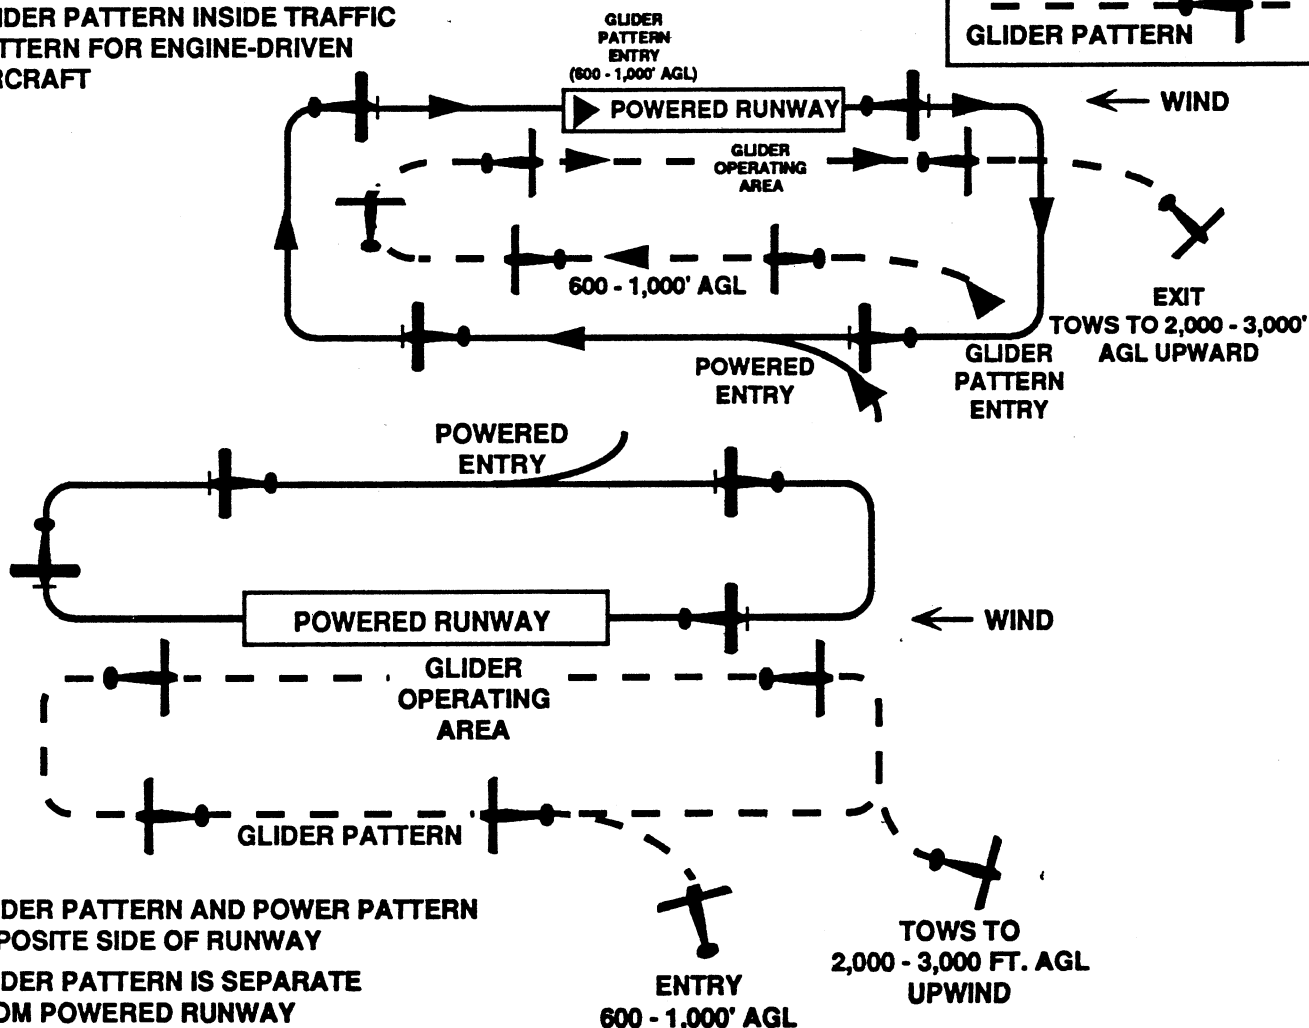 IDER PATTERN INSIDE TRAFFIC
TTERN FOR ENGINE-DRIVEN
RCRAFT
GLIDER
PATTERN
ENTRY
(600 - 1,000' AGL)
GLIDER PATTERN
POWERED RUNWAY
WIND
GLIDER
OPERATING
AREA
600 - 1,000' AGL
EXIT
TOWS TO 2,000 - 3,000'
AGL UPWARD
GLIDER
PATTERN
ENTRY
POWERED
ENTRY
POWERED
ENTRY
POWERED RUNWAY
WIND
GLIDER
OPERATING
AREA
GLIDER PATTERN
TOWS TO
2,000 - 3,000 FT. AGL
UPWIND
ENTRY
600 - 1,000' AGL
DER PATTERN AND POWER PATTERN
POSITE SIDE OF RUNWAY
DER PATTERN IS SEPARATE
OM POWERED RUNWAY